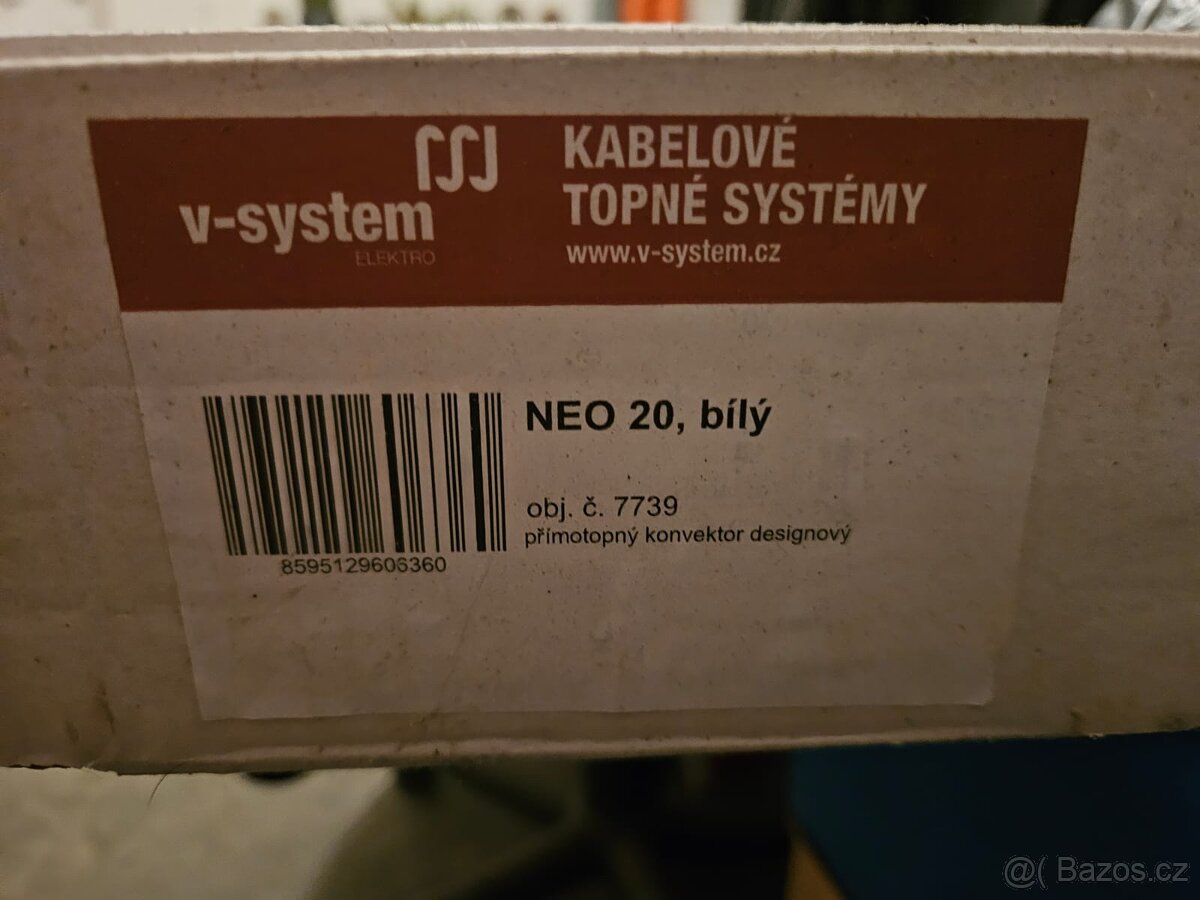 v-system
ELEKTRO
KABELOVÉ
TOPNÉ SYSTÉMY
www.v-system.cz
NEO 20, bílý
obj. č. 7739
přímotopný konvektor designový
8595129606360
@( Bazos.cz